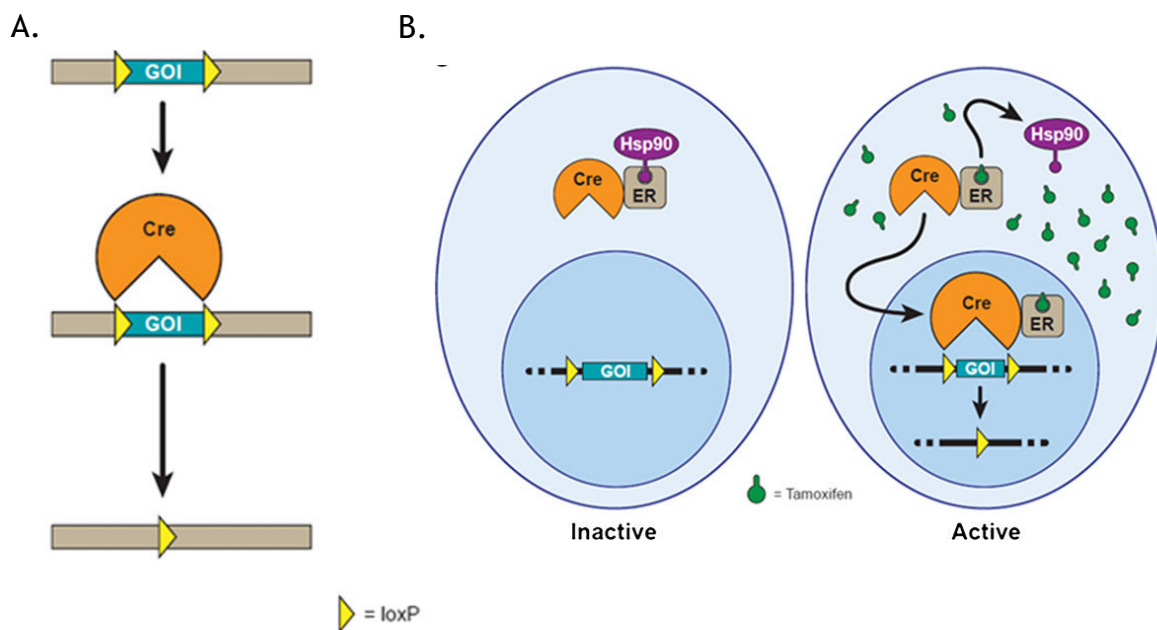 A.
GOI
Cre
GOI
= loxP
B.
Hsp90
Cre
ER
GOI
Inactive
Hsp90
Cre
ER
Cre
ER
GOI
= Tamoxifen
Active